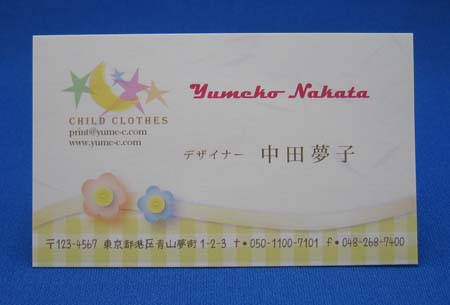 Yumeko Nakata
CHILD CLOTHES
print@yume-c.com
www.yume-c.com
デザイナー 中田夢子
〒123-4567 東京都港区青山夢街1-2-3 t•050-1100-7101 f•048-268-7400